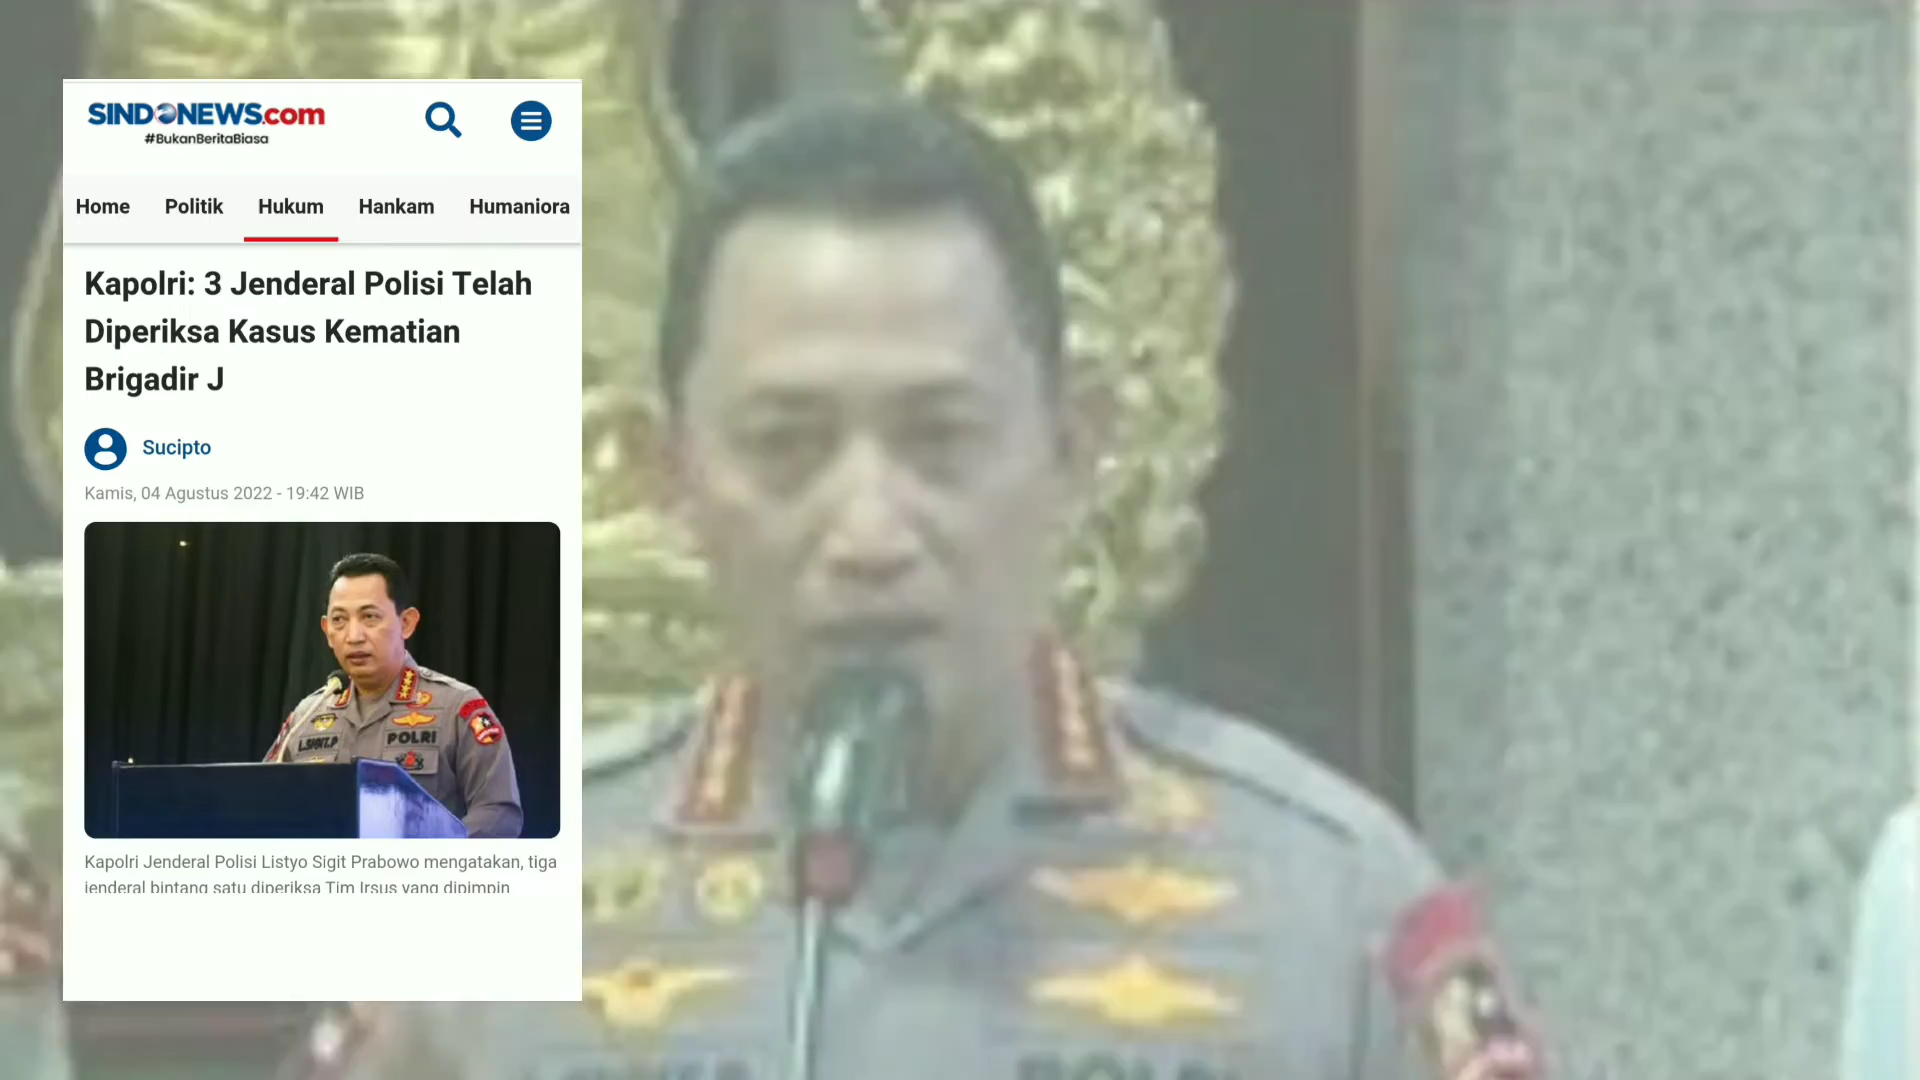 SINDONEWS.com
#BukanBeritaBiasa
Home Politik Hukum Hankam Humaniora
Kapolri: 3 Jenderal Polisi Telah
Diperiksa Kasus Kematian
Brigadir J
Sucipto
Kamis, 04 Agustus 2022 - 19:42 WIB
L.SIGIT.P POLRI
Kapolri Jenderal Polisi Listyo Sigit Prabowo mengatakan, tiga
jenderal bintang satu diperiksa Tim Irsus yang dipimpin
POLRI